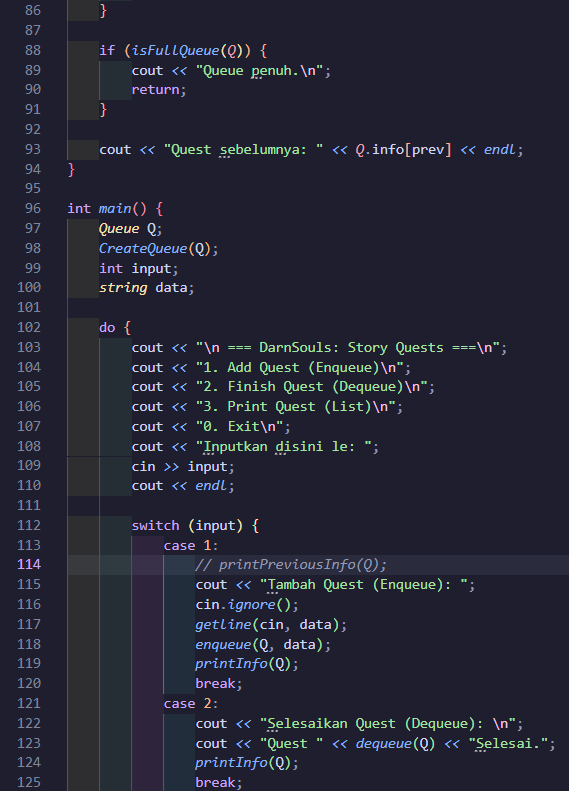 86     }
87
88     if (isFullQueue(Q)) {
89         cout << "Queue penuh.\n";
90         return;
91     }
92
93     cout << "Quest sebelumnya: " << Q.info[prev] << endl;
94 }
95
96 int main() {
97     Queue Q;
98     CreateQueue(Q);
99     int input;
100     string data;
101
102     do {
103         cout << "\n === DarnSouls: Story Quests ===\n";
104         cout << "1. Add Quest (Enqueue)\n";
105         cout << "2. Finish Quest (Dequeue)\n";
106         cout << "3. Print Quest (List)\n";
107         cout << "0. Exit\n";
108         cout << "Inputkan disini le: ";
109         cin >> input;
110         cout << endl;
111
112         switch (input) {
113             case 1:
114                 // printPreviousInfo(Q);
115                 cout << "Tambah Quest (Enqueue): ";
116                 cin.ignore();
117                 getline(cin, data);
118                 enqueue(Q, data);
119                 printInfo(Q);
120                 break;
121             case 2:
122                 cout << "Selesaikan Quest (Dequeue): \n";
123                 cout << "Quest " << dequeue(Q) << "Selesai.";
124                 printInfo(Q);
125                 break;